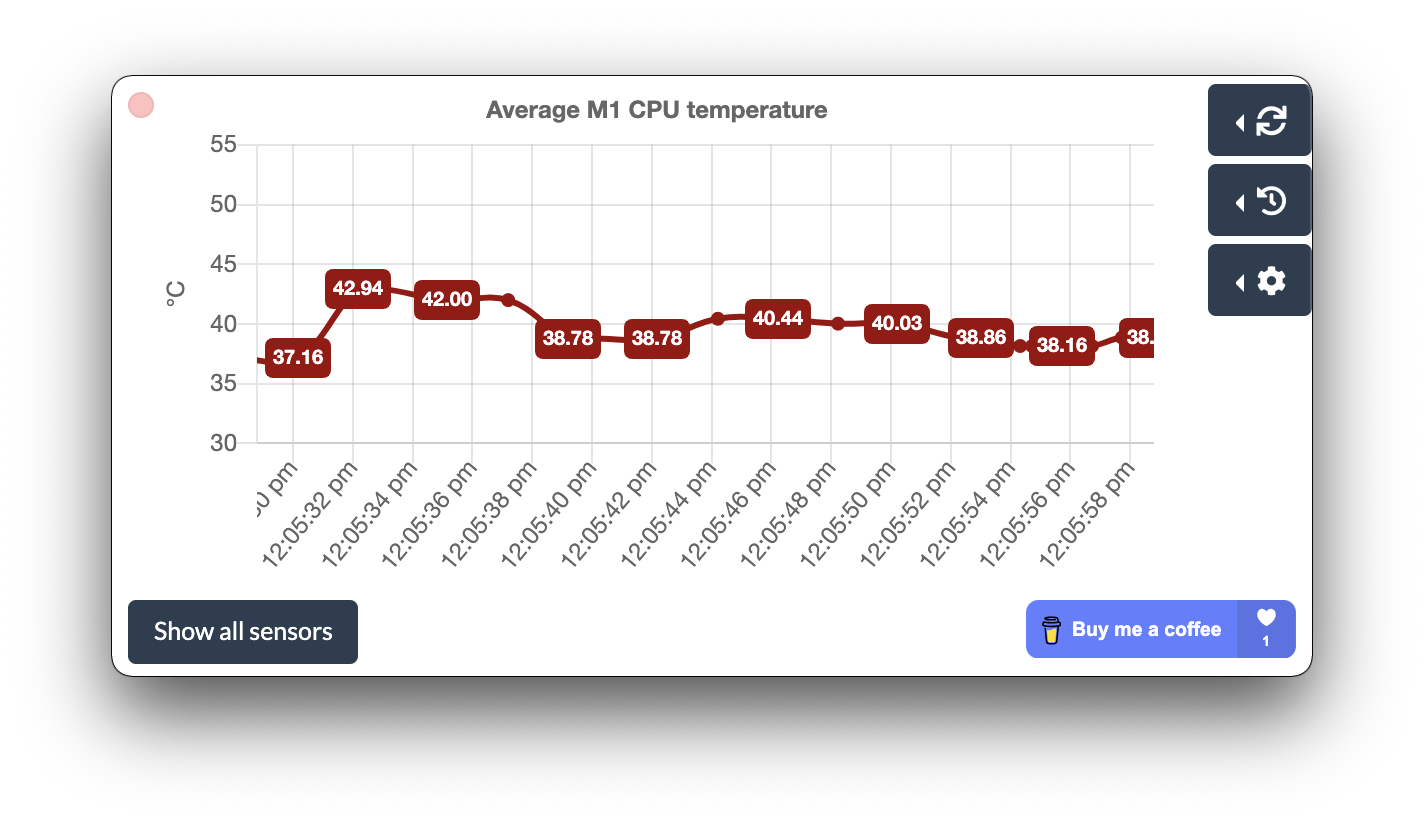 Average M1 CPU temperature
55
50
45
40
35
30
°C
37.16
42.94
42.00
38.78
38.78
40.44
40.03
38.86
38.16
38.
pm
12:05:32 pm
12:05:34 pm
12:05:36 pm
12:05:38 pm
12:05:40 pm
12:05:42 pm
12:05:44 pm
12:05:46 pm
12:05:48 pm
12:05:50 pm
12:05:52 pm
12:05:54 pm
12:05:56 pm
12:05:58 pm
Show all sensors
Buy me a coffee
1